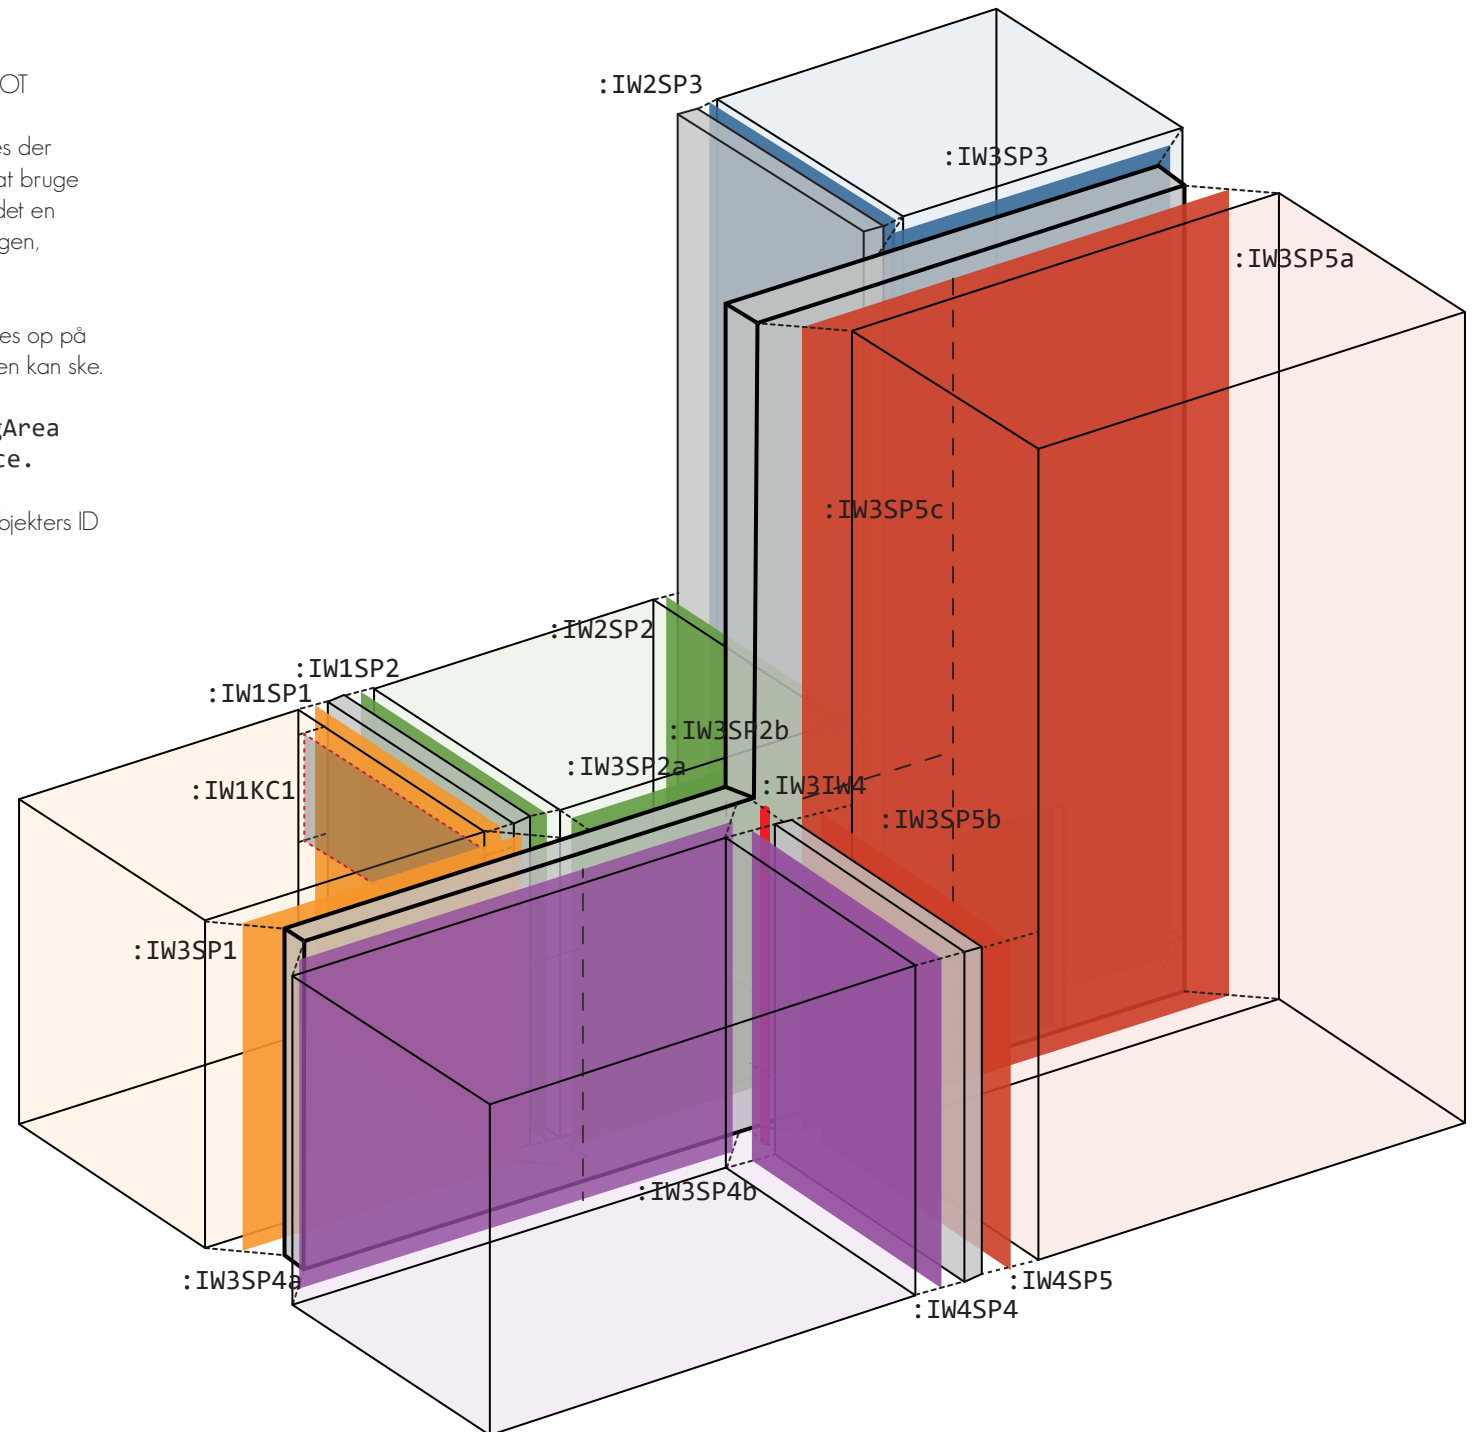 OT
es der
at bruge
det en
gen,
es op på
en kan ske.
gArea
ce.
bjekters ID
:IW2SP3
:IW3SP3
:IW3SP5a
:IW3SP5c
:IW2SP2
:IW1SP2
:IW1SP1
:IW3SP2b
:IW3SP2a
:IW1KC1
:IW3IW4
:IW3SP5b
:IW3SP1
:IW3SP4b
:IW3SP4a
:IW4SP5
:IW4SP4